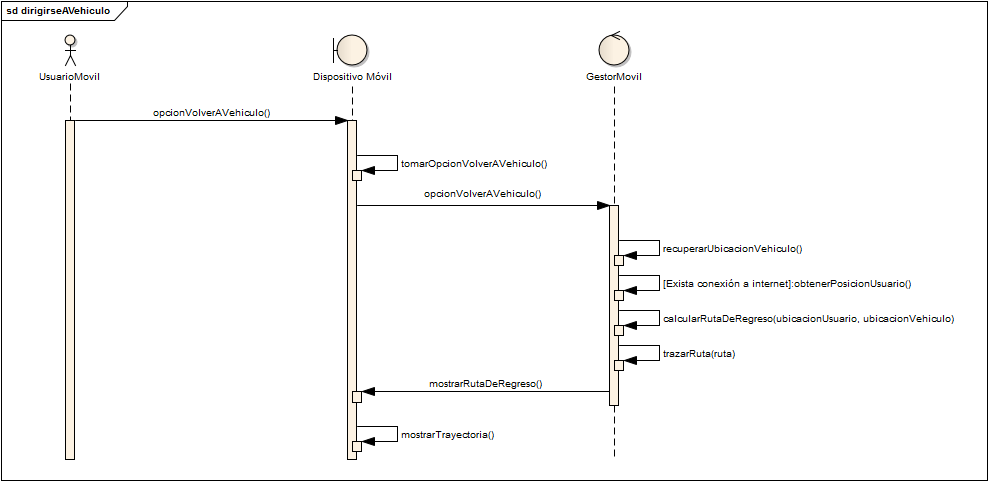 sd dirigirseAVehiculo
UsuarioMovil
Dispositivo Móvil
GestorMovil
opcionVolverAVehiculo()
tomarOpcionVolverAVehiculo()
opcionVolverAVehiculo()
recuperarUbicacionVehiculo()
[Exista conexión a internet]:obtenerPosicionUsuario()
calcularRutaDeRegreso(ubicacionUsuario, ubicacionVehiculo)
trazarRuta(ruta)
mostrarRutaDeRegreso()
mostrarTrayectoria()